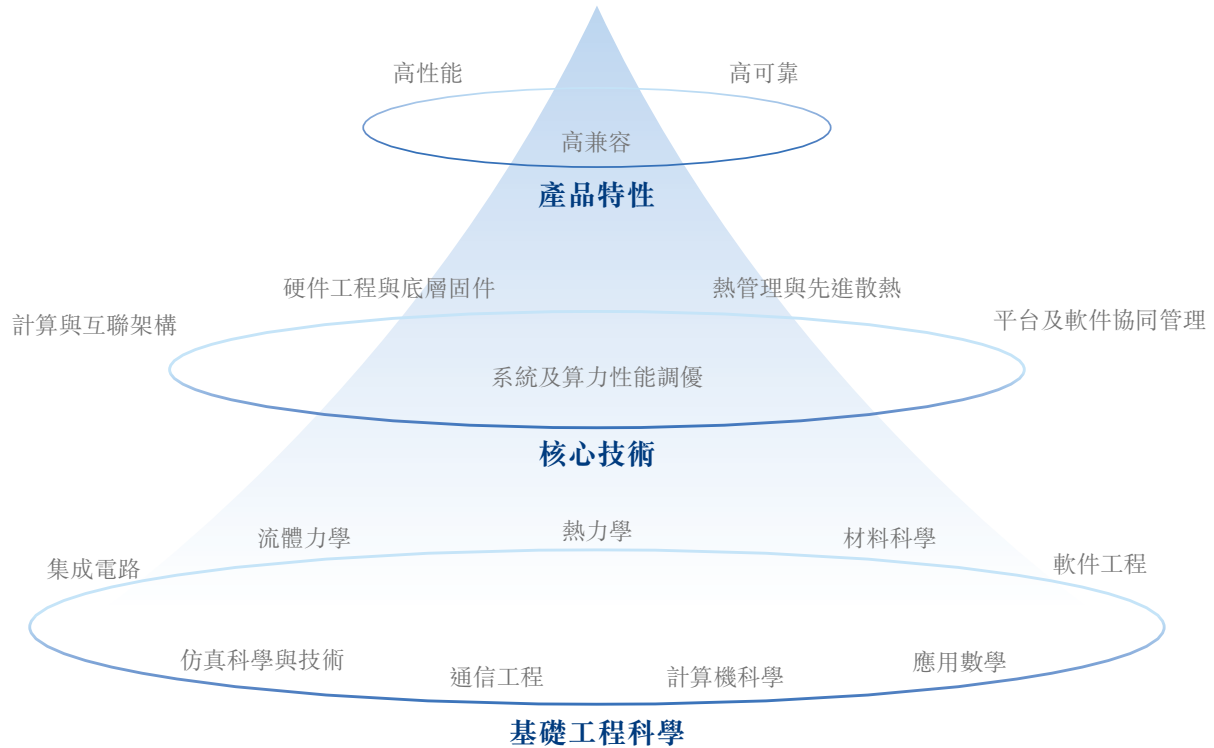 高性能
高可靠
高兼容
產品特性
硬件工程與底層固件
熱管理與先進散熱
計算與互聯架構
平台及軟件協同管理
系統及算力性能調優
核心技術
流體力學
熱力學
材料科學
集成電路
軟件工程
仿真科學與技術
通信工程
計算機科學
應用數學
基礎工程科學